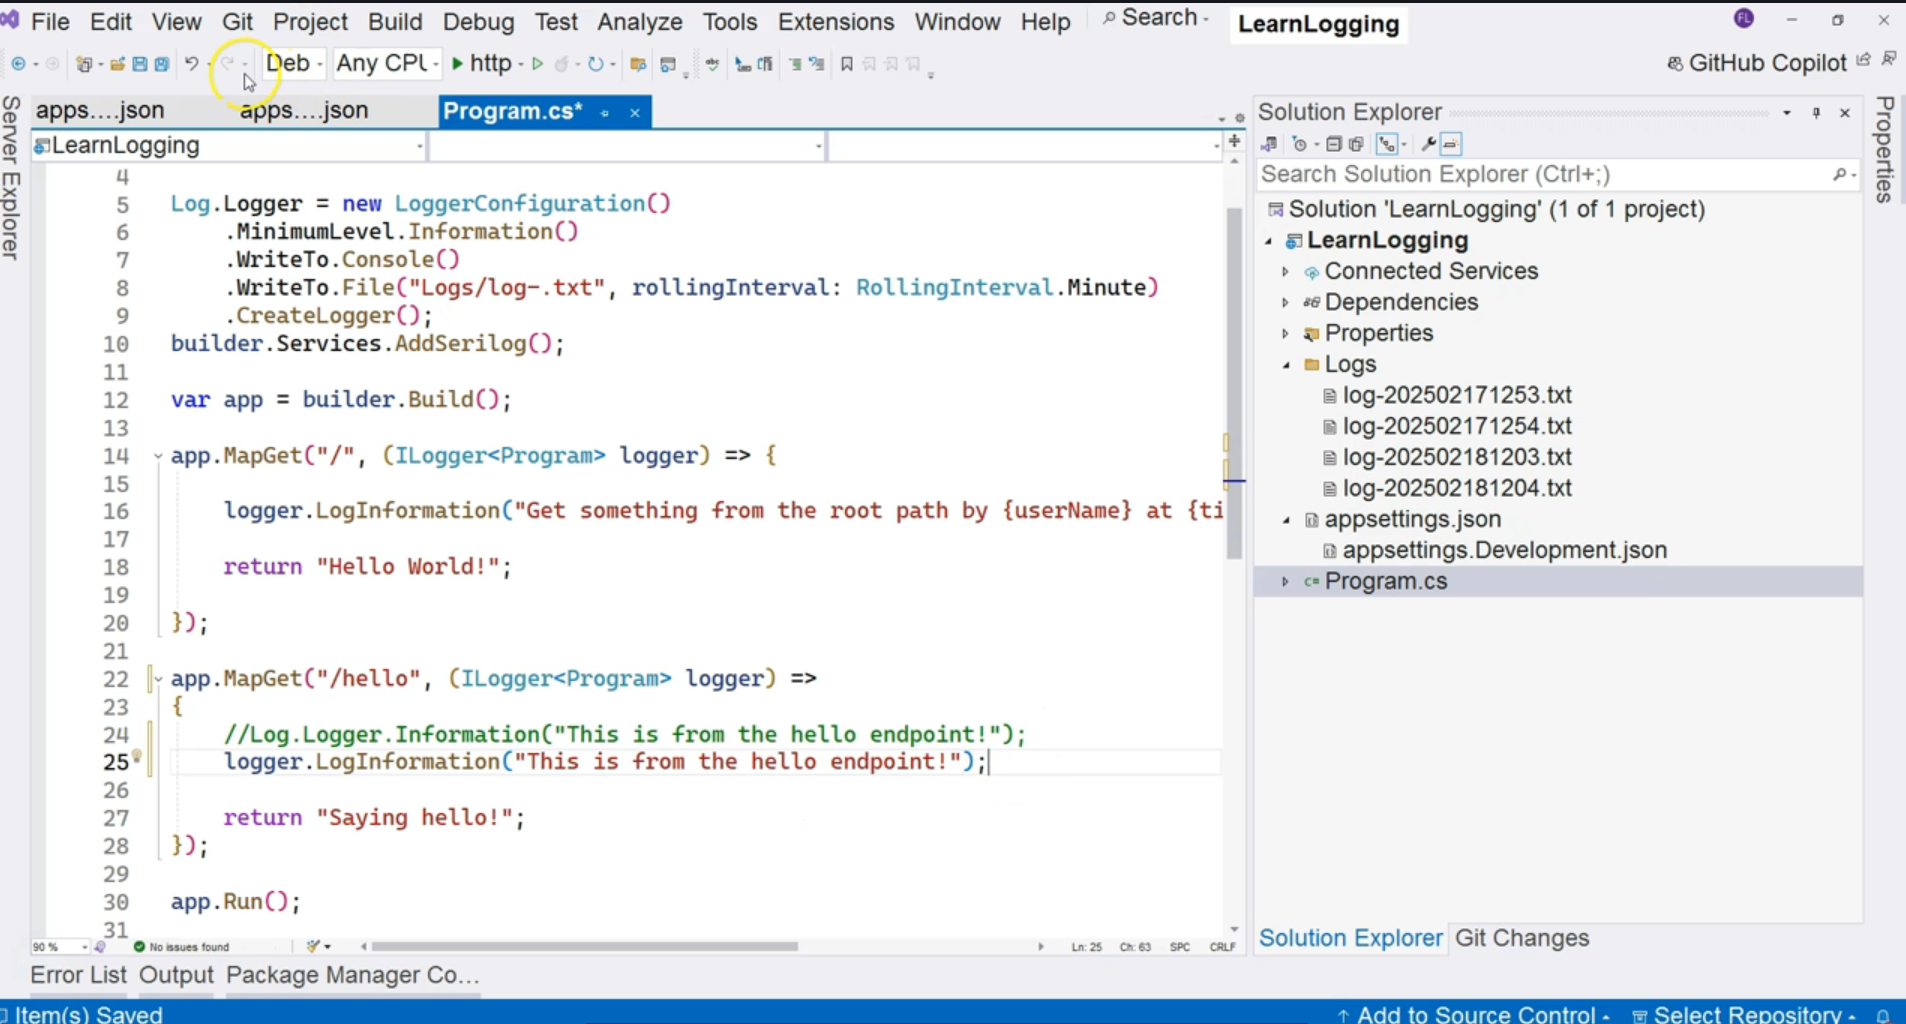 File Edit View Git Project Build Debug Test Analyze Tools Extensions Window Help Search LearnLogging FL
Deb Any CPU http GitHub Copilot
Server Explorer
apps....json apps....json Program.cs*
LearnLogging
4
5 Log.Logger = new LoggerConfiguration()
6 .MinimumLevel.Information()
7 .WriteTo.Console()
8 .WriteTo.File("Logs/log-.txt", rollingInterval: RollingInterval.Minute)
9 .CreateLogger();
10 builder.Services.AddSerilog();
11
12 var app = builder.Build();
13
14 app.MapGet("/", (ILogger<Program> logger) => {
15
16 logger.LogInformation("Get something from the root path by {userName} at {ti
17
18 return "Hello World!";
19
20 });
21
22 app.MapGet("/hello", (ILogger<Program> logger) =>
23 {
24 //Log.Logger.Information("This is from the hello endpoint!");
25 logger.LogInformation("This is from the hello endpoint!");
26
27 return "Saying hello!";
28 });
29
30 app.Run();
31
90 % No issues found Ln: 25 Ch: 63 SPC CRLF
Error List Output Package Manager Co...
Solution Explorer
Search Solution Explorer (Ctrl+;)
Solution 'LearnLogging' (1 of 1 project)
LearnLogging
Connected Services
Dependencies
Properties
Logs
log-202502171253.txt
log-202502171254.txt
log-202502181203.txt
log-202502181204.txt
appsettings.json
appsettings.Development.json
C# Program.cs
Solution Explorer Git Changes
Properties
Item(s) Saved Add to Source Control Select Repository